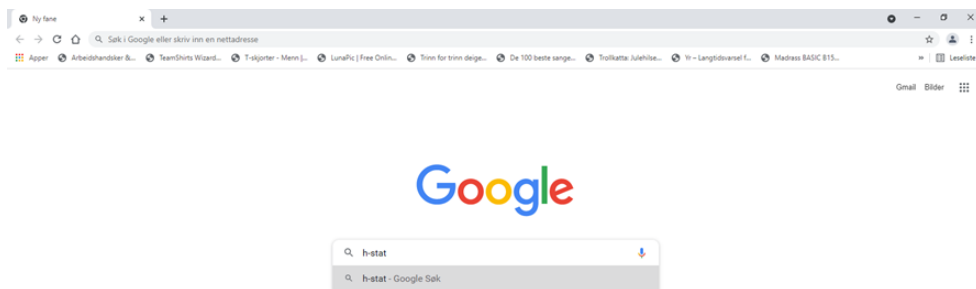 Ny fane
Søk i Google eller skriv inn en nettadresse
Apper Arbeidshandsker &... TeamShirts Wizard... T-skjorter - Menn |... LunaPic | Free Onlin... Trinn for trinn deige... De 100 beste sange... Trollkatta: Julehilse... Yr – Langtidsvarsel f... Madrass BASIC B15... » Leseliste
Gmail Bilder
Google
h-stat
h-stat - Google Søk